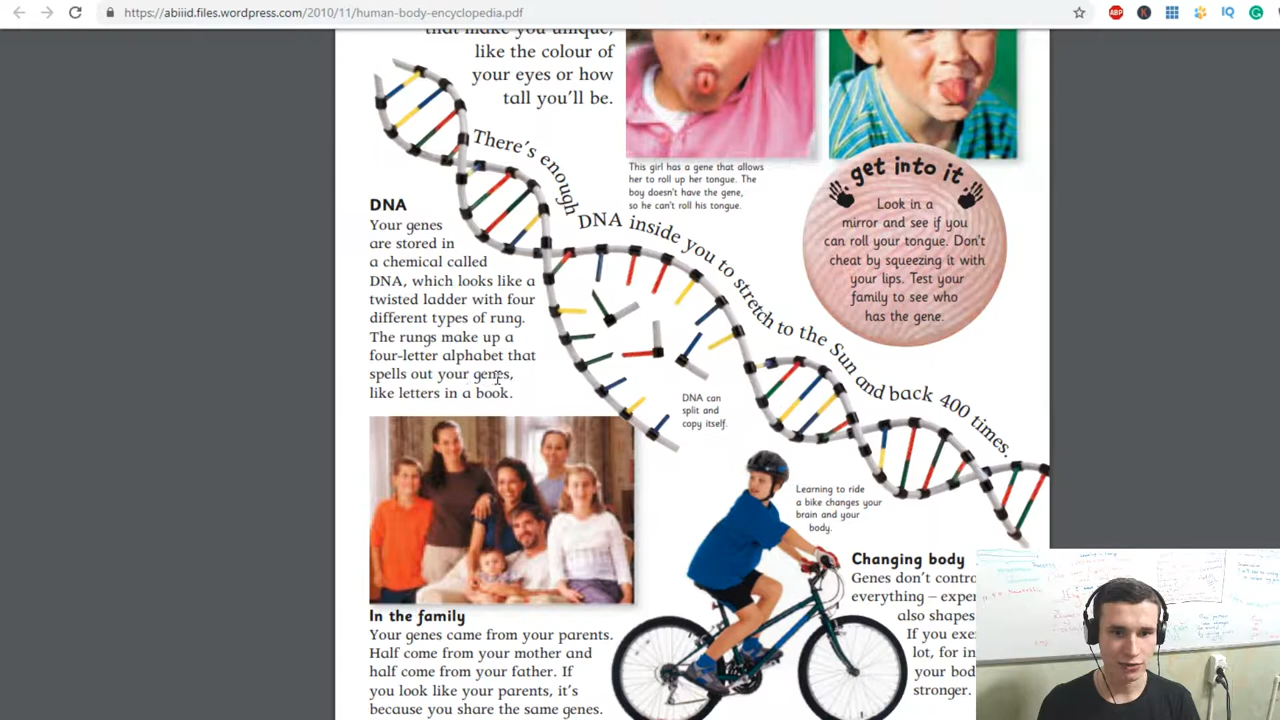 https://abiiid.files.wordpress.com/2010/11/human-body-encyclopedia.pdf
that make you unique,
like the colour of
your eyes or how
tall you'll be.
There's enough DNA inside you to stretch to the Sun and back 400 times.
This girl has a gene that allows
her to roll up her tongue. The
boy doesn't have the gene,
so he can't roll his tongue.
get into it
Look in a
mirror and see if you
can roll your tongue. Don't
cheat by squeezing it with
your lips. Test your
family to see who
has the gene.
DNA
Your genes
are stored in
a chemical called
DNA, which looks like a
twisted ladder with four
different types of rung.
The rungs make up a
four-letter alphabet that
spells out your genes,
like letters in a book.
DNA can
split and
copy itself.
Learning to ride
a bike changes your
brain and your
body.
In the family
Your genes came from your parents.
Half come from your mother and
half come from your father. If
you look like your parents, it's
because you share the same genes.
Changing body
Genes don't contro
everything – exper
also shapes
If you exe
lot, for in
your bod
stronger.